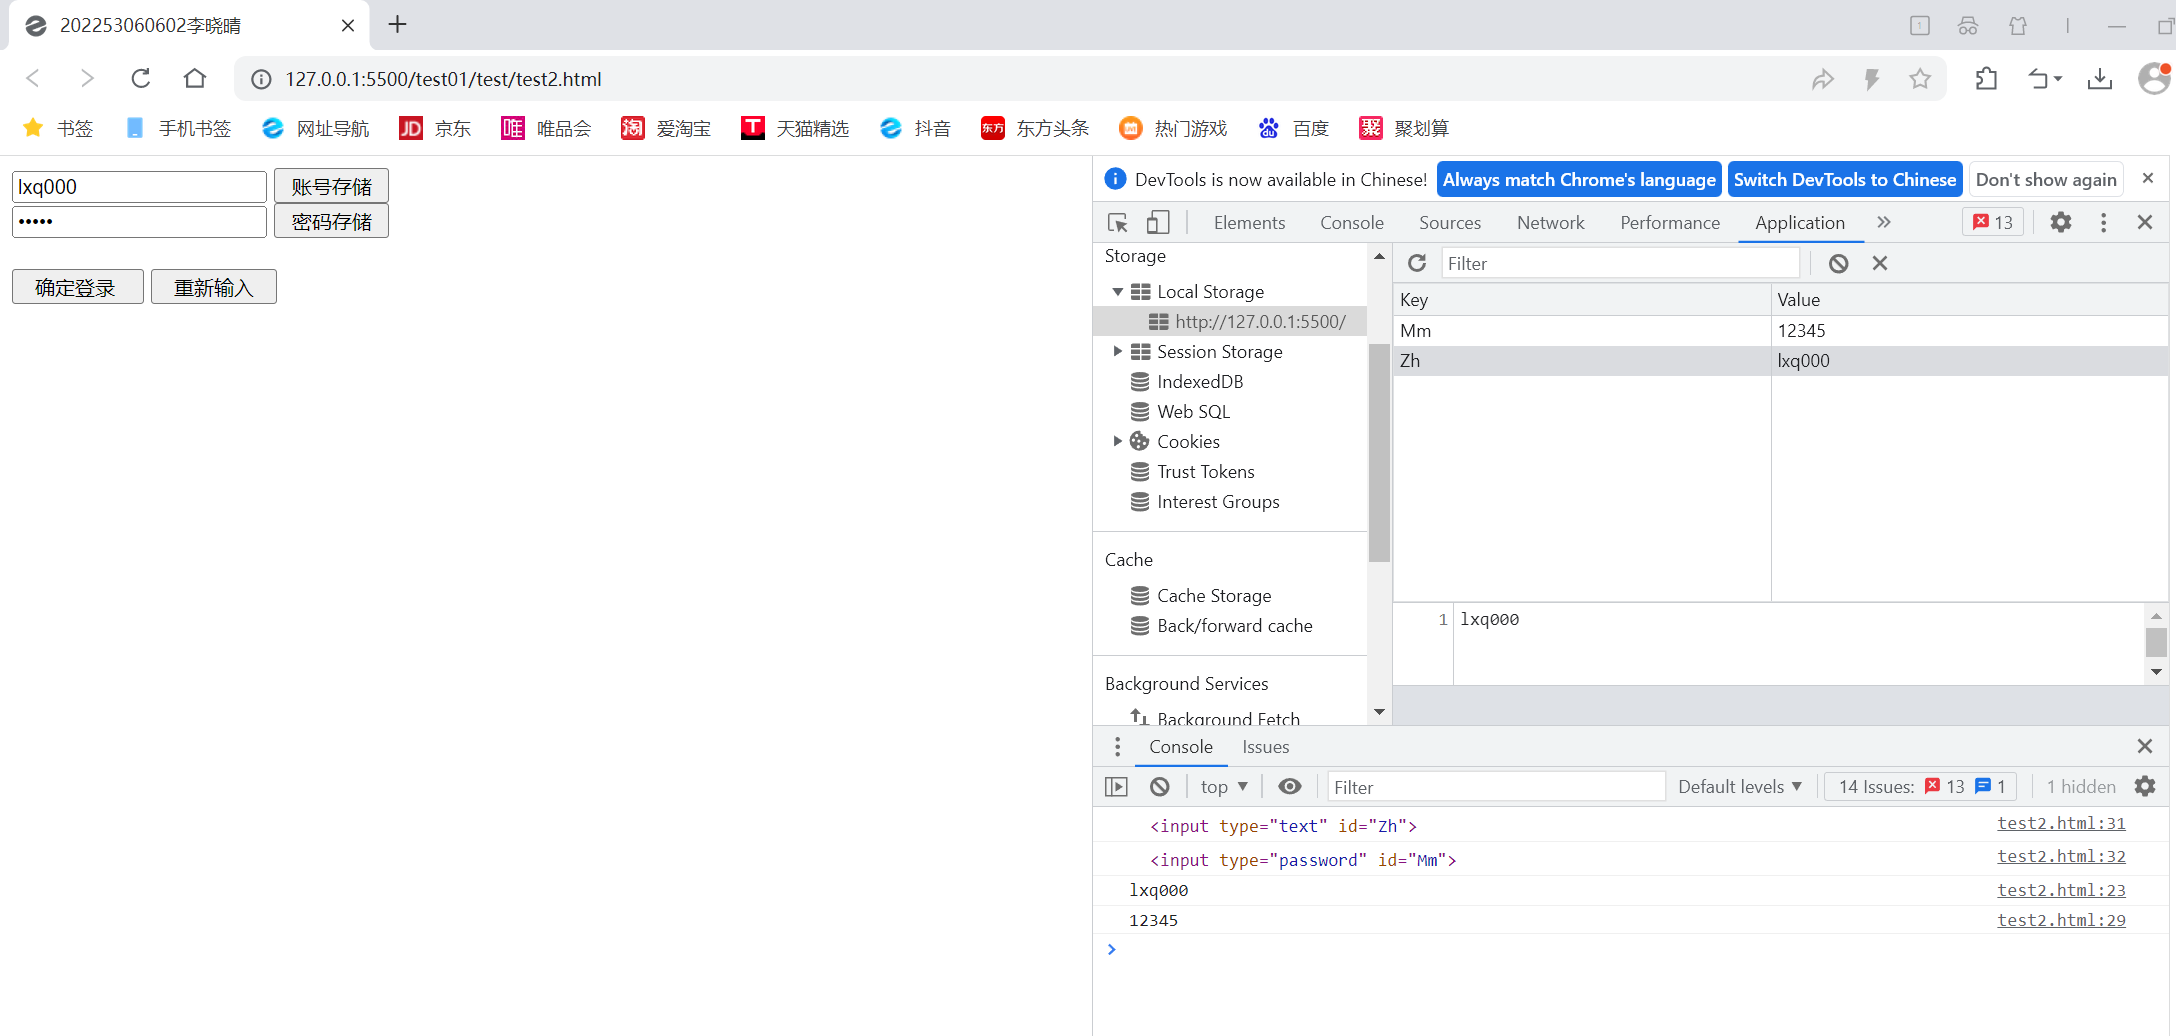 202253060602李晓晴
127.0.0.1:5500/test01/test/test2.html
书签 手机书签 网址导航 JD 京东 唯 唯品会 淘 爱淘宝 T 天猫精选 抖音 东方 东方头条 热门游戏 du 百度 聚 聚划算
lxq000 账号存储
••••• 密码存储
确定登录 重新输入
DevTools is now available in Chinese! Always match Chrome's language Switch DevTools to Chinese Don't show again
Elements Console Sources Network Performance Application 13
Storage
Local Storage
http://127.0.0.1:5500/
Session Storage
IndexedDB
Web SQL
Cookies
Trust Tokens
Interest Groups
Cache
Cache Storage
Back/forward cache
Background Services
Background Fetch
Filter
Key Value
Mm 12345
Zh lxq000
1 lxq000
Console Issues
top Filter Default levels 14 Issues: 13 1 1 hidden
<input type="text" id="Zh"> test2.html:31
<input type="password" id="Mm"> test2.html:32
lxq000 test2.html:23
12345 test2.html:29